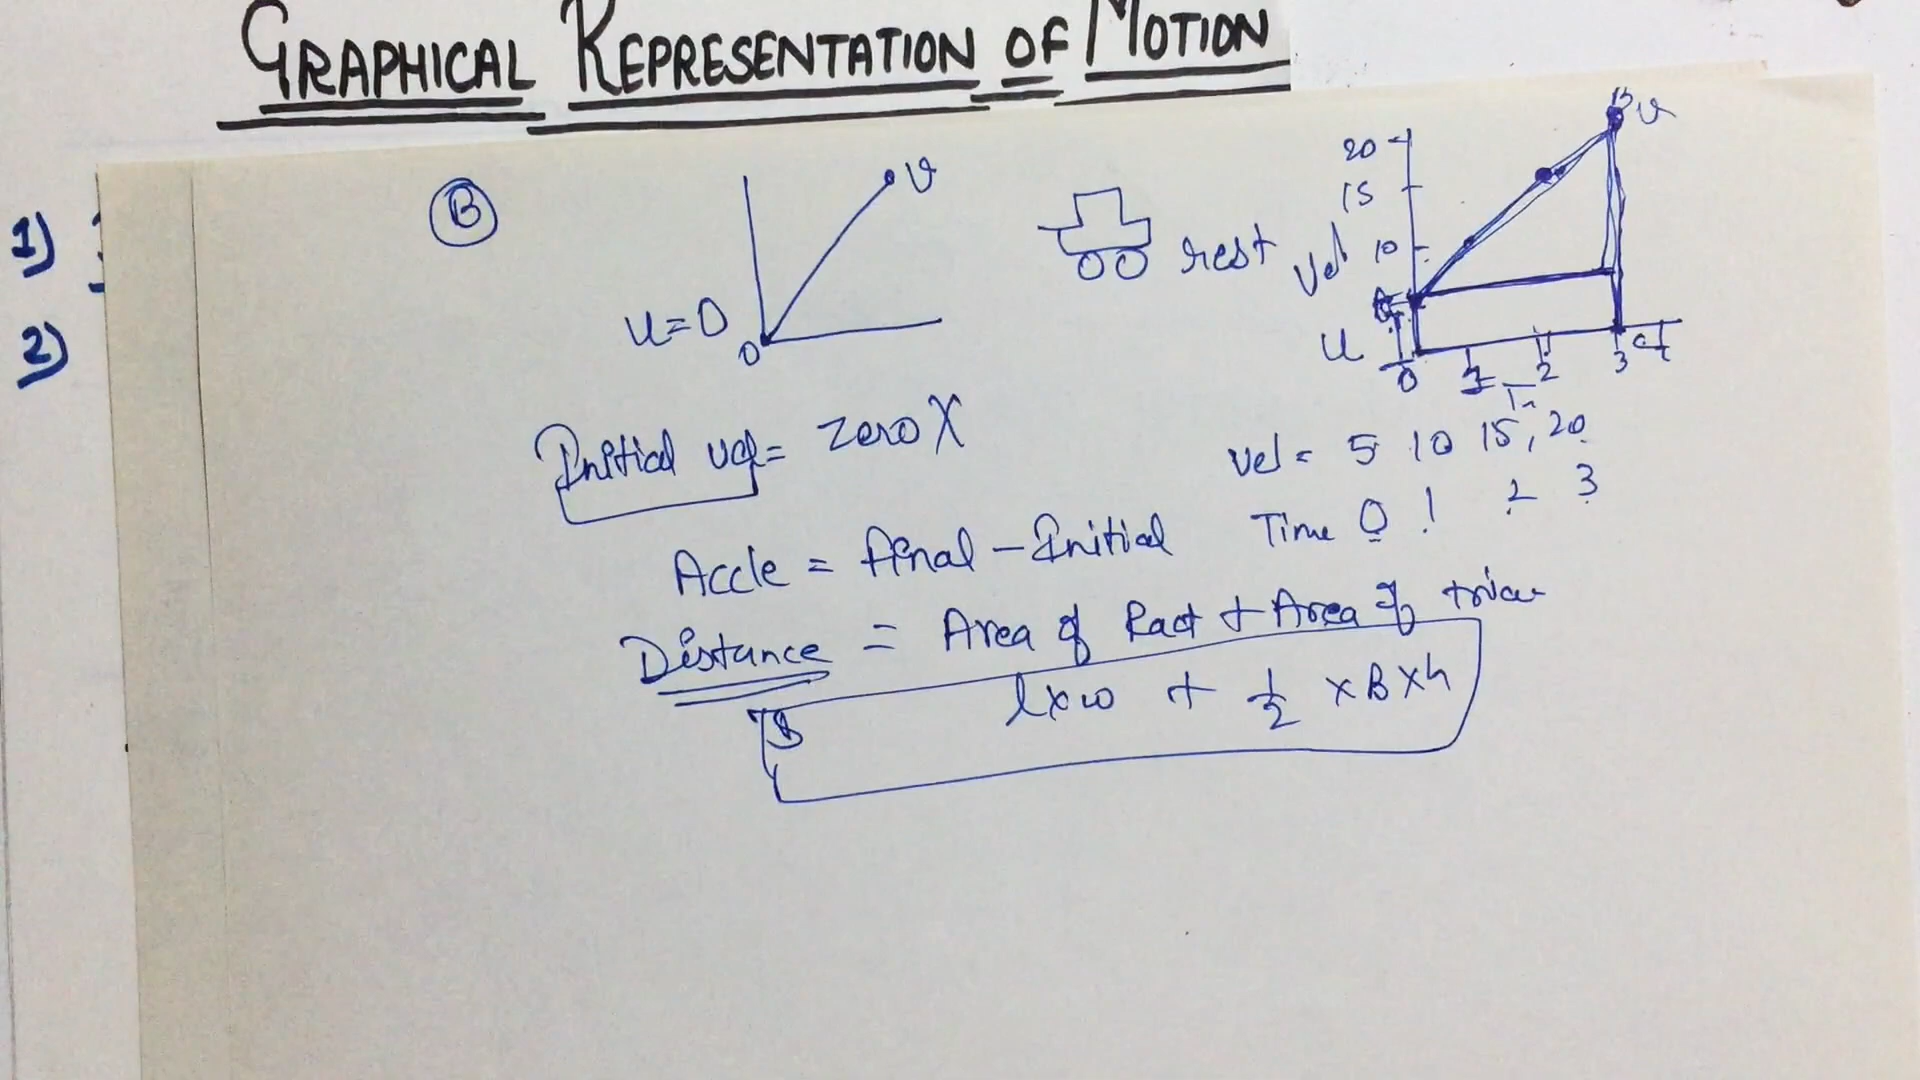 GRAPHICAL REPRESENTATION OF MOTION
1)
2)
B
v
u=0
0
rest
Vel
20
15
10
u
B v
0 1 2 3 t
Initial vel= zero X
Vel = 5 10 15, 20
Time 0 1 2 3
Accle = Final - Initial
Distance = Area of Ract + Area of
S l x w + 1/2 x B x h